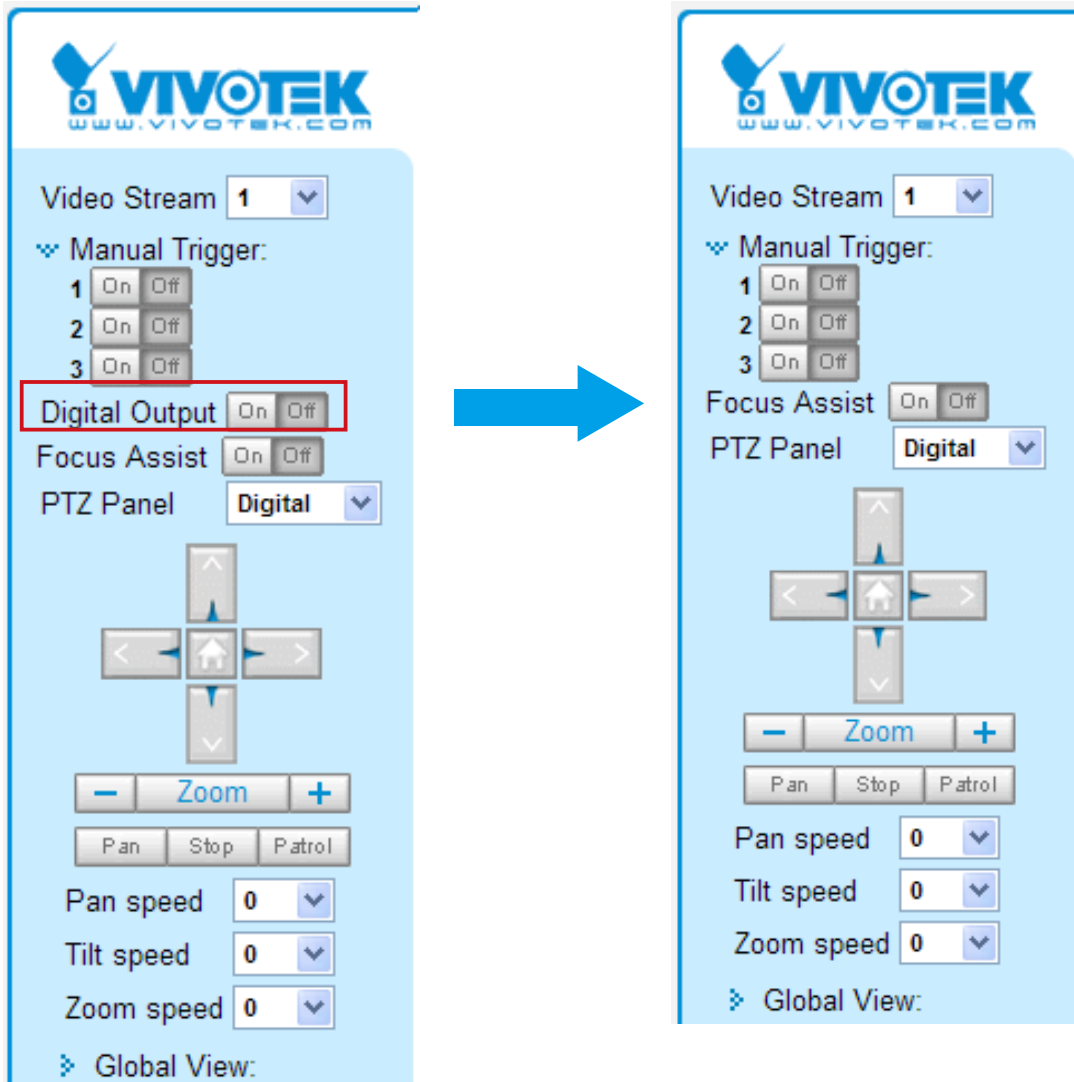 VIVOTEK
www.vivotek.com
Video Stream 1
Manual Trigger:
1 On Off
2 On Off
3 On Off
Digital Output On Off
Focus Assist On Off
PTZ Panel Digital
Zoom
Pan Stop Patrol
Pan speed 0
Tilt speed 0
Zoom speed 0
Global View:
VIVOTEK
www.vivotek.com
Video Stream 1
Manual Trigger:
1 On Off
2 On Off
3 On Off
Focus Assist On Off
PTZ Panel Digital
Zoom
Pan Stop Patrol
Pan speed 0
Tilt speed 0
Zoom speed 0
Global View: